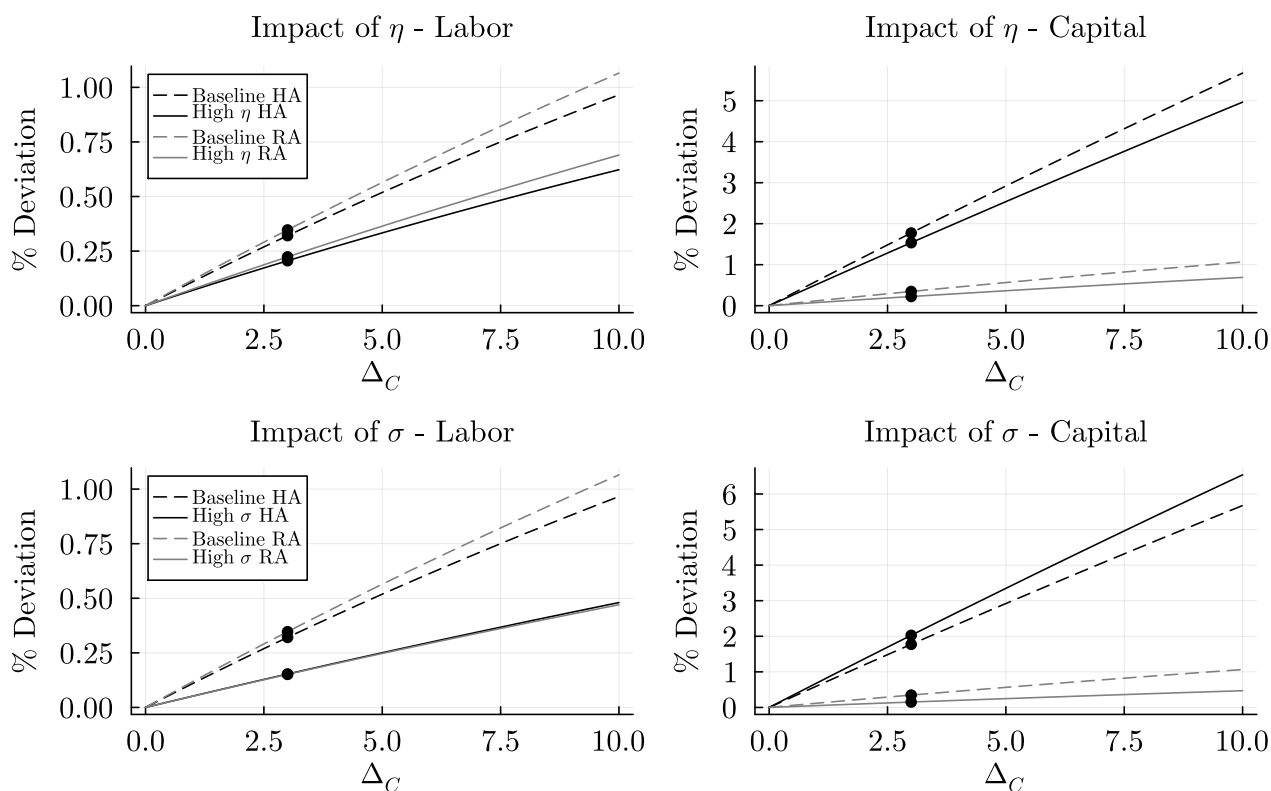 Impact of η - Labor
% Deviation
1.00
0.75
0.50
0.25
0.00
Baseline HA
High η HA
Baseline RA
High η RA
0.0 2.5 5.0 7.5 10.0
Δ_C
Impact of η - Capital
% Deviation
5
4
3
2
1
0
0.0 2.5 5.0 7.5 10.0
Δ_C
Impact of σ - Labor
% Deviation
1.00
0.75
0.50
0.25
0.00
Baseline HA
High σ HA
Baseline RA
High σ RA
0.0 2.5 5.0 7.5 10.0
Δ_C
Impact of σ - Capital
% Deviation
6
5
4
3
2
1
0
0.0 2.5 5.0 7.5 10.0
Δ_C